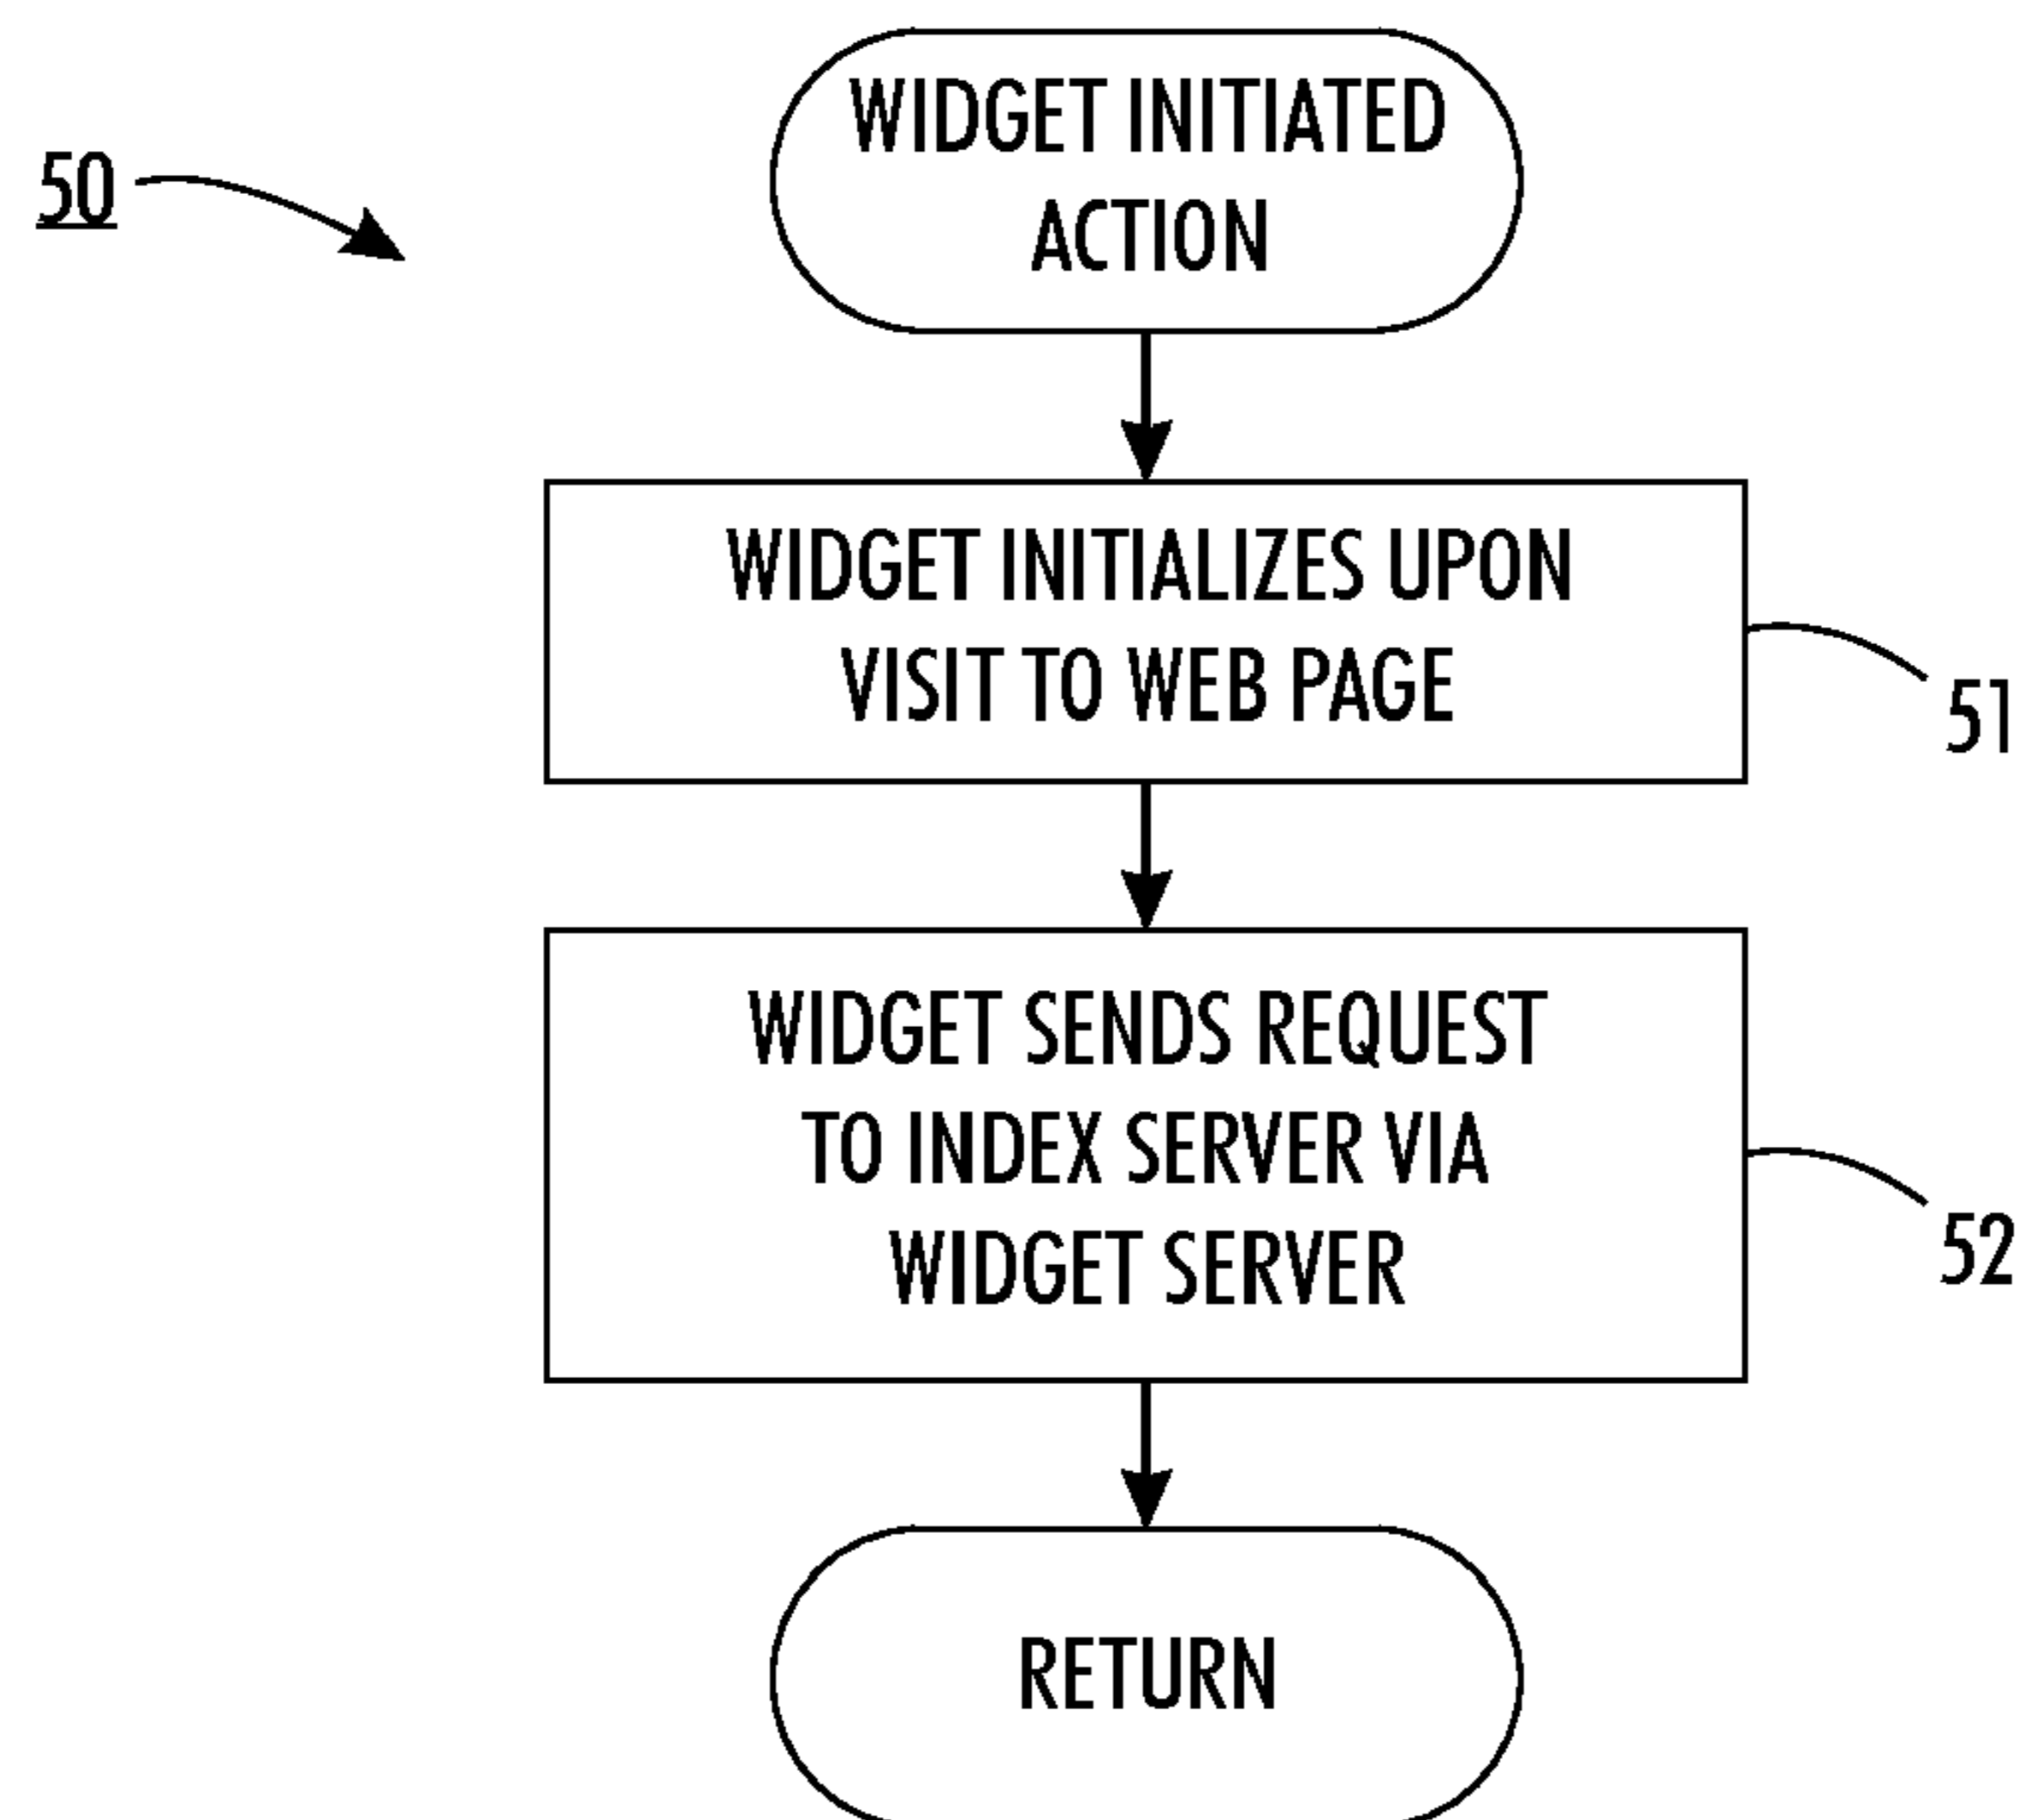 50
WIDGET INITIATED
ACTION
WIDGET INITIALIZES UPON
VISIT TO WEB PAGE
51
WIDGET SENDS REQUEST
TO INDEX SERVER VIA
WIDGET SERVER
52
RETURN